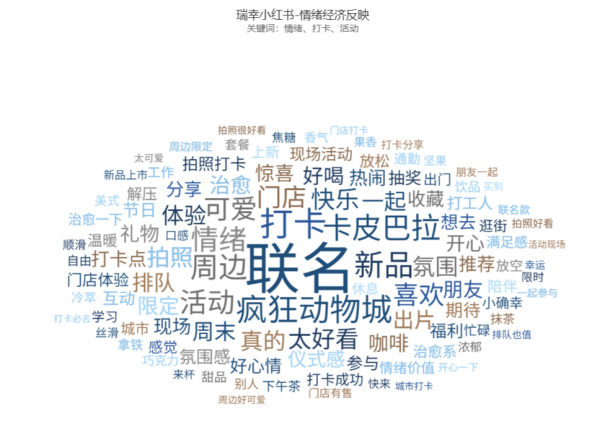 瑞幸小红书-情绪经济反映
关键词：情绪、打卡、活动
拍照很好看 焦糖 香气 门店打卡
周边限定 套餐 上新 果香 打卡分享
太可爱 拍照打卡 惊喜 现场活动 放松 通勤 坚果
新品上市 工作 治愈 好喝 热闹 抽奖 出门 朋友一起
解压 分享 可爱 门店 快乐 一起 收藏 饮品 买到
美式 节日 体验 打卡 卡皮巴拉 打工人 联名款
治愈一下 礼物 口感 情绪 想去 逛街 拍照好看
顺滑 温暖 周边 联名 新品 氛围 开心 满足感 活动现场
自由 打卡点 拍照 推荐 放空 幸运
门店体验 排队 休息 喜欢 朋友 陪伴 限时
冷萃 互动 限定 活动 疯狂动物城 小确幸 一起参与
打卡必去 学习 现场 周末 出片 期待 抹茶
丝滑 城市 真的 太好看 咖啡 福利 忙碌 排队也值
拿铁 感觉 氛围感 仪式感 治愈系 浓郁
巧克力 好心情 参与 情绪价值 开心一下
来杯 甜品 别人 下午茶 打卡成功 快来 城市打卡
周边好可爱 门店有售